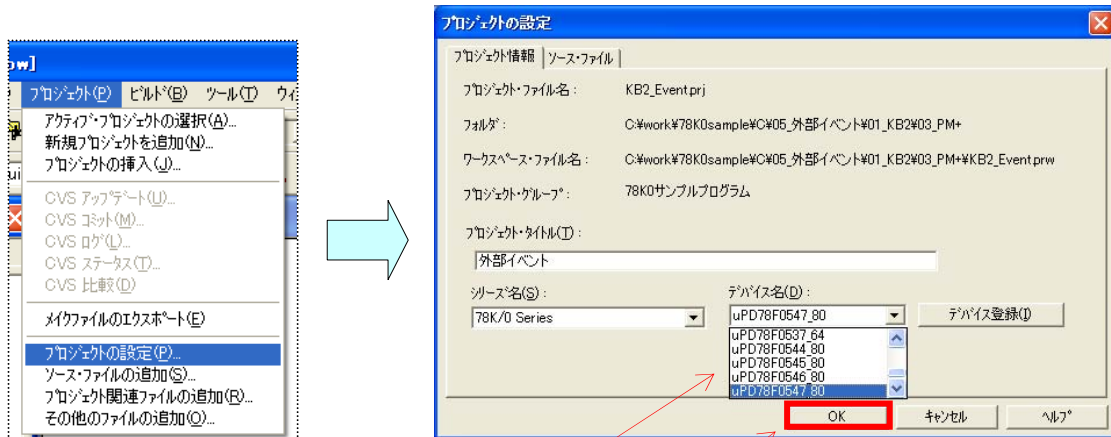 ow]
プロジェクト(P) ビルド(B) ツール(T) ウィ
アクティブ・プロジェクトの選択(A)...
新規プロジェクトを追加(N)...
プロジェクトの挿入(J)...
CVS アップデート(U)...
CVS コミット(M)...
CVS ログ(L)...
CVS ステータス(T)...
CVS 比較(D)
メイクファイルのエクスポート(E)
プロジェクトの設定(P)...
ソース・ファイルの追加(S)...
プロジェクト関連ファイルの追加(R)...
その他のファイルの追加(O)...
プロジェクトの設定
プロジェクト情報 ソース・ファイル
プロジェクト・ファイル名: KB2_Event.prj
フォルダ: C:¥work¥78K0sample¥C¥05_外部イベント¥01_KB2¥03_PM+
ワークスペース・ファイル名: C:¥work¥78K0sample¥C¥05_外部イベント¥01_KB2¥03_PM+¥KB2_Event.prw
プロジェクト・グループ: 78K0サンプルプログラム
プロジェクト・タイトル(T):
外部イベント
シリーズ名(S): デバイス名(D):
78K/0 Series uPD78F0547_80 デバイス登録(I)
uPD78F0537_64
uPD78F0544_80
uPD78F0545_80
uPD78F0546_80
uPD78F0547_80
OK キャンセル ヘルプ